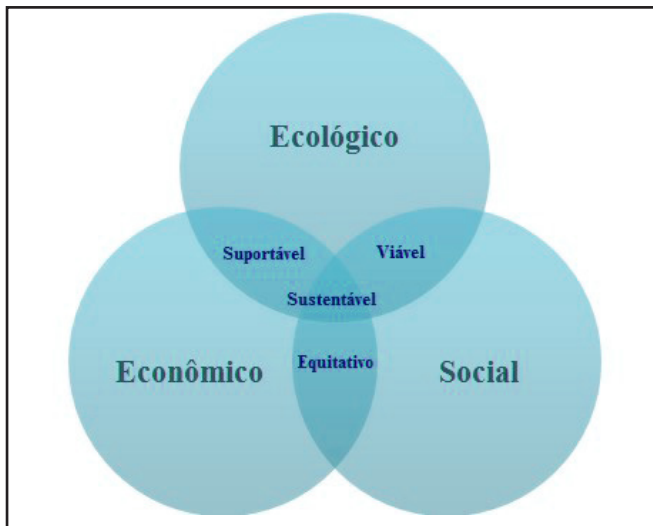 Ecológico
Suportável Viável
Sustentável
Equitativo
Econômico Social